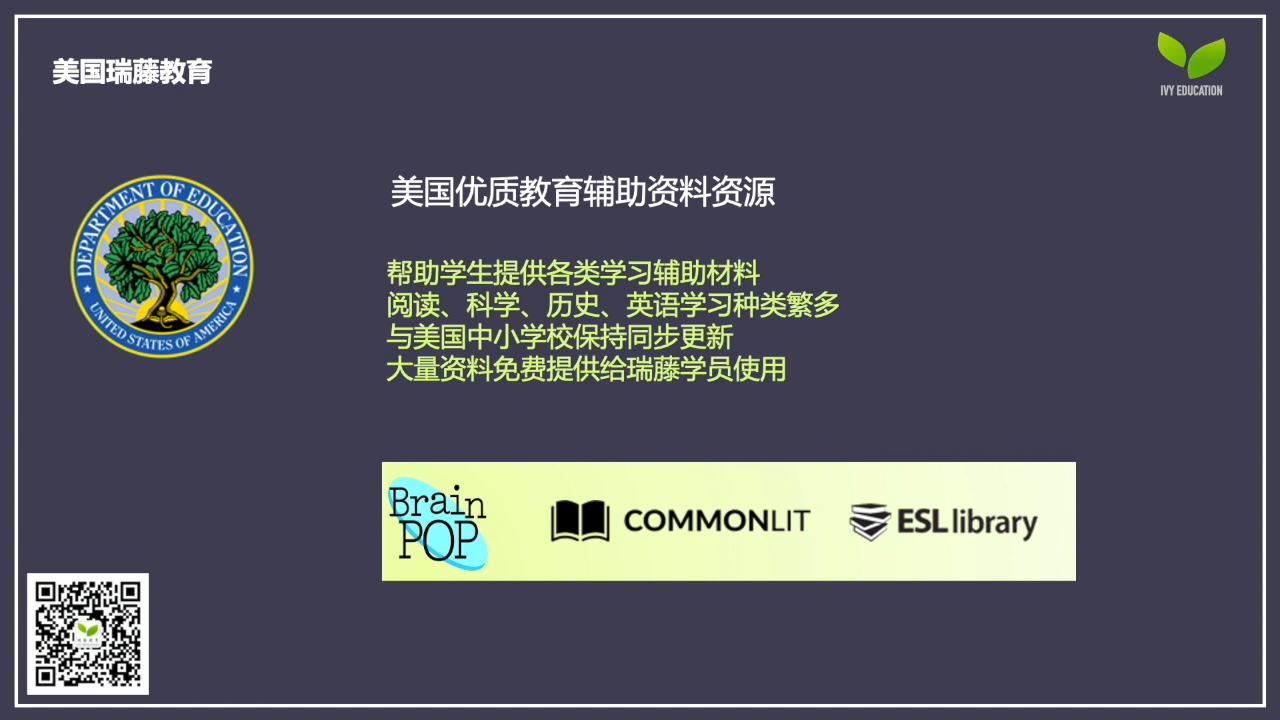 美国瑞藤教育
IVY EDUCATION
DEPARTMENT OF EDUCATION
UNITED STATES OF AMERICA
美国优质教育辅助资料资源
帮助学生提供各类学习辅助材料
阅读、科学、历史、英语学习种类繁多
与美国中小学校保持同步更新
大量资料免费提供给瑞藤学员使用
Brain
POP
COMMONLIT
ESL library